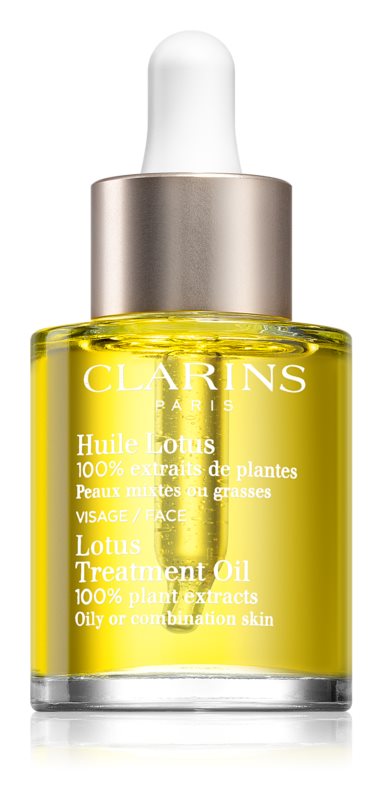 CLARINS
PARIS
Huile Lotus
100% extraits de plantes
Peaux mixtes ou grasses
VISAGE / FACE
Lotus
Treatment Oil
100% plant extracts
Oily or combination skin